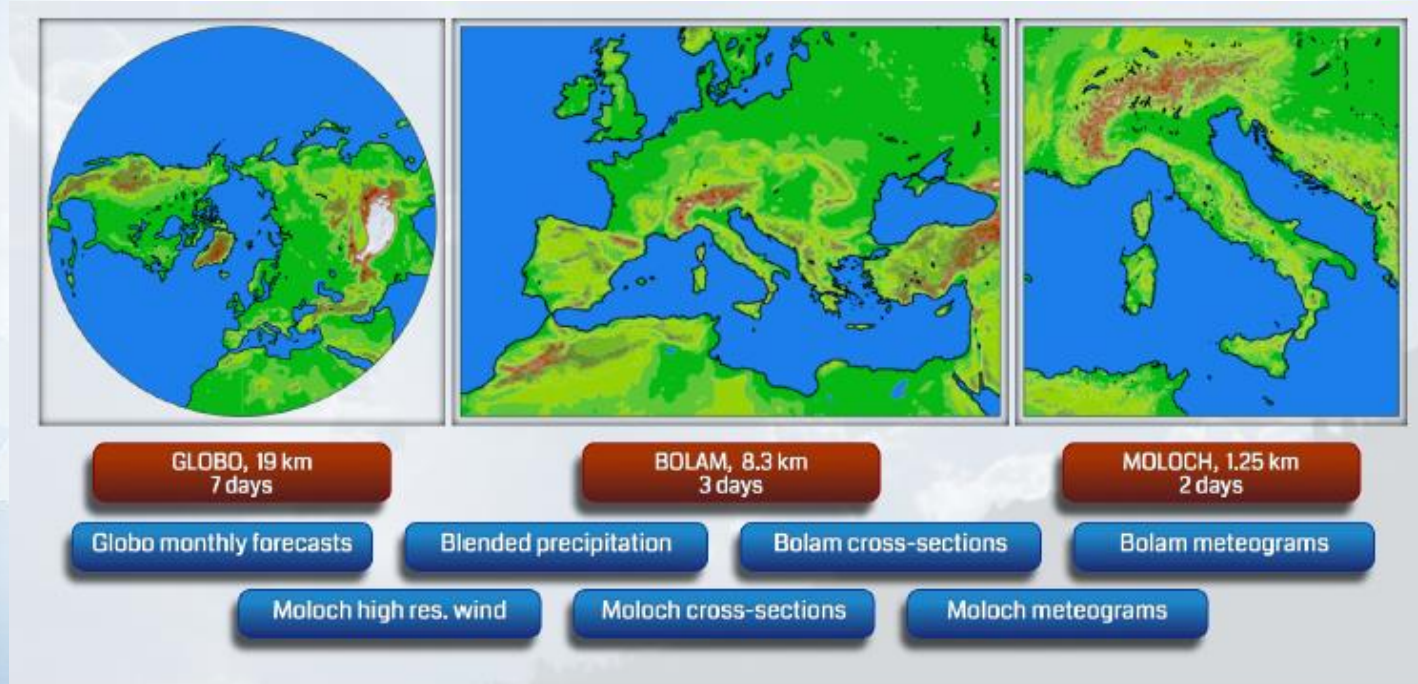 GLOBO, 19 km
7 days
BOLAM, 8.3 km
3 days
MOLOCH, 1.25 km
2 days
Globo monthly forecasts
Blended precipitation
Bolam cross-sections
Bolam meteograms
Moloch high res. wind
Moloch cross-sections
Moloch meteograms